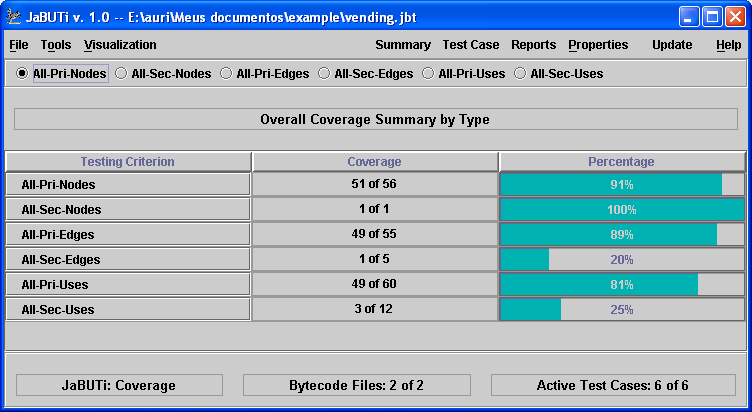 JaBUTi v. 1.0 -- E:\auri\Meus documentos\example\vending.jbt
File Tools Visualization Summary Test Case Reports Properties Update Help
All-Pri-Nodes All-Sec-Nodes All-Pri-Edges All-Sec-Edges All-Pri-Uses All-Sec-Uses
Overall Coverage Summary by Type
Testing Criterion Coverage Percentage
All-Pri-Nodes 51 of 56 91%
All-Sec-Nodes 1 of 1 100%
All-Pri-Edges 49 of 55 89%
All-Sec-Edges 1 of 5 20%
All-Pri-Uses 49 of 60 81%
All-Sec-Uses 3 of 12 25%
JaBUTi: Coverage Bytecode Files: 2 of 2 Active Test Cases: 6 of 6